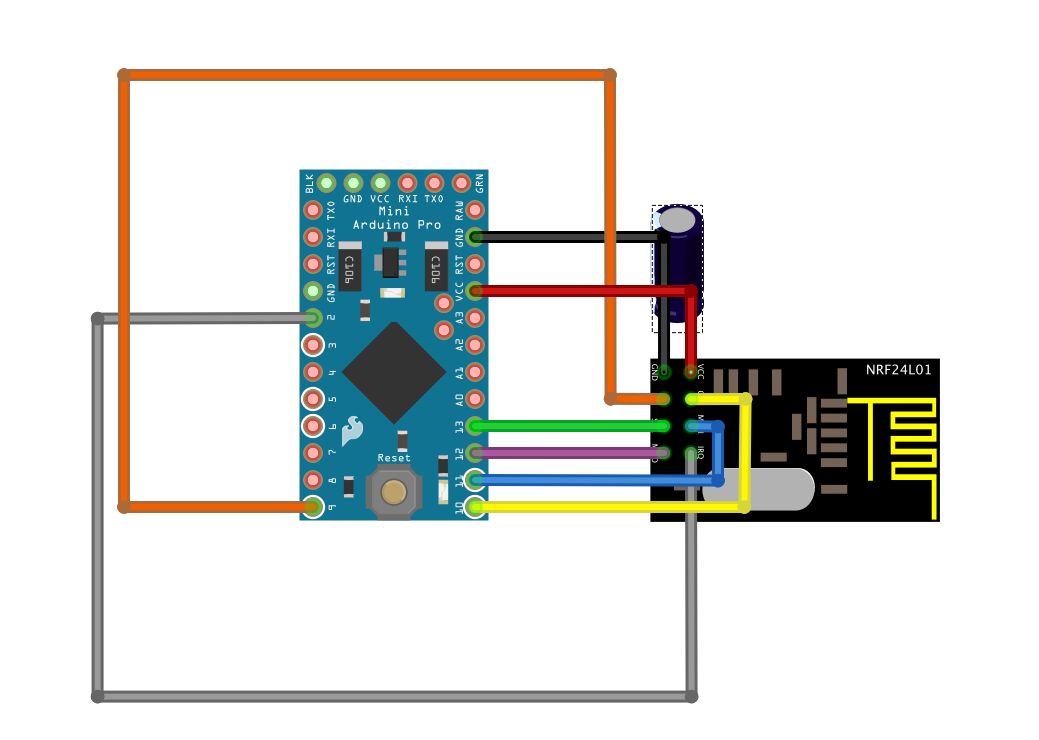 BLK
GND VCC RXI TXO
GRN
Mini
Arduino Pro
TXO
RXI
RST
GND
2
3
4
5
6
7
8
9
RAW
GND
RST
VCC
A3
A2
A1
A0
13
12
11
10
C106
C106
Reset
NRF24L01
GND
VCC
IRQ